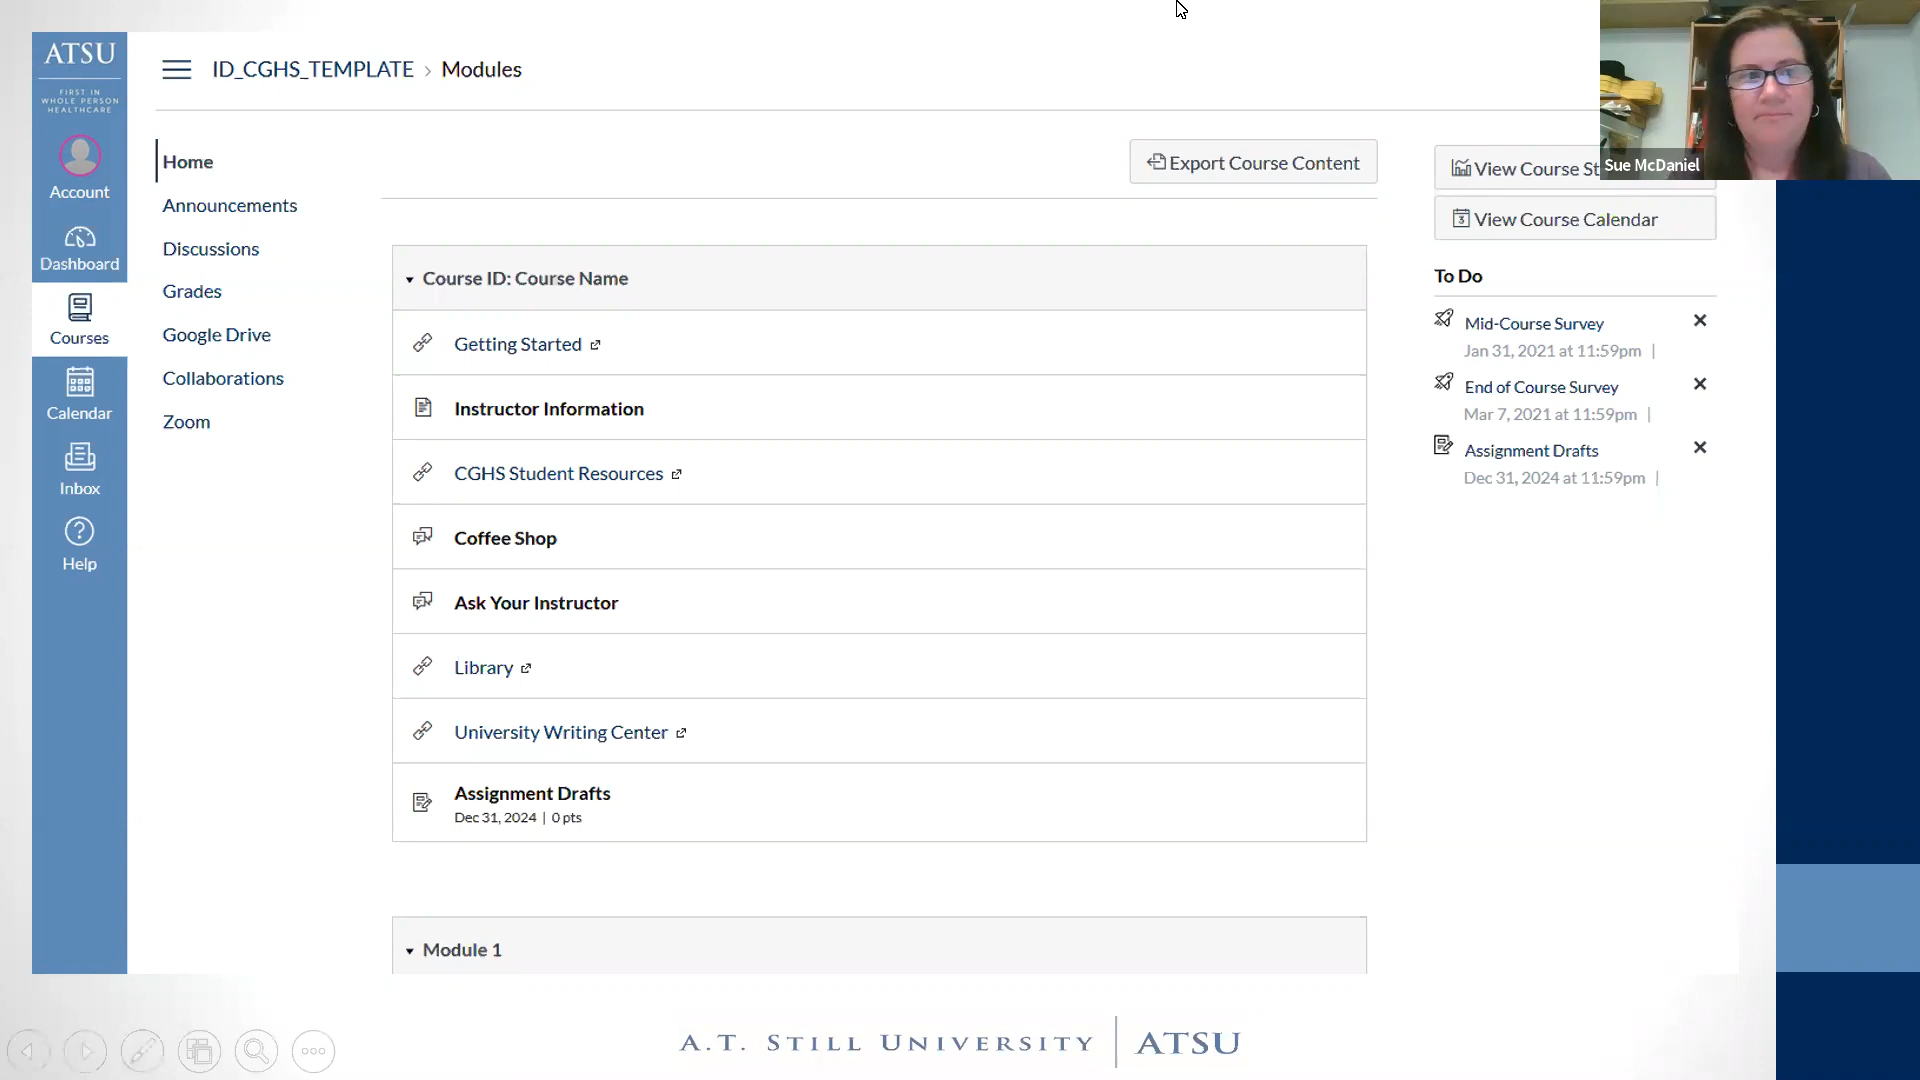 ATSU
FIRST IN
WHOLE PERSON
HEALTHCARE
Account
Dashboard
Courses
Calendar
Inbox
Help
ID_CGHS_TEMPLATE › Modules
Home
Announcements
Discussions
Grades
Google Drive
Collaborations
Zoom
Export Course Content
Course ID: Course Name
Getting Started
Instructor Information
CGHS Student Resources
Coffee Shop
Ask Your Instructor
Library
University Writing Center
Assignment Drafts
Dec 31, 2024 | 0 pts
Module 1
View Course St
Sue McDaniel
3 View Course Calendar
To Do
Mid-Course Survey
Jan 31, 2021 at 11:59pm |
End of Course Survey
Mar 7, 2021 at 11:59pm |
Assignment Drafts
Dec 31, 2024 at 11:59pm |
A.T. STILL UNIVERSITY | ATSU